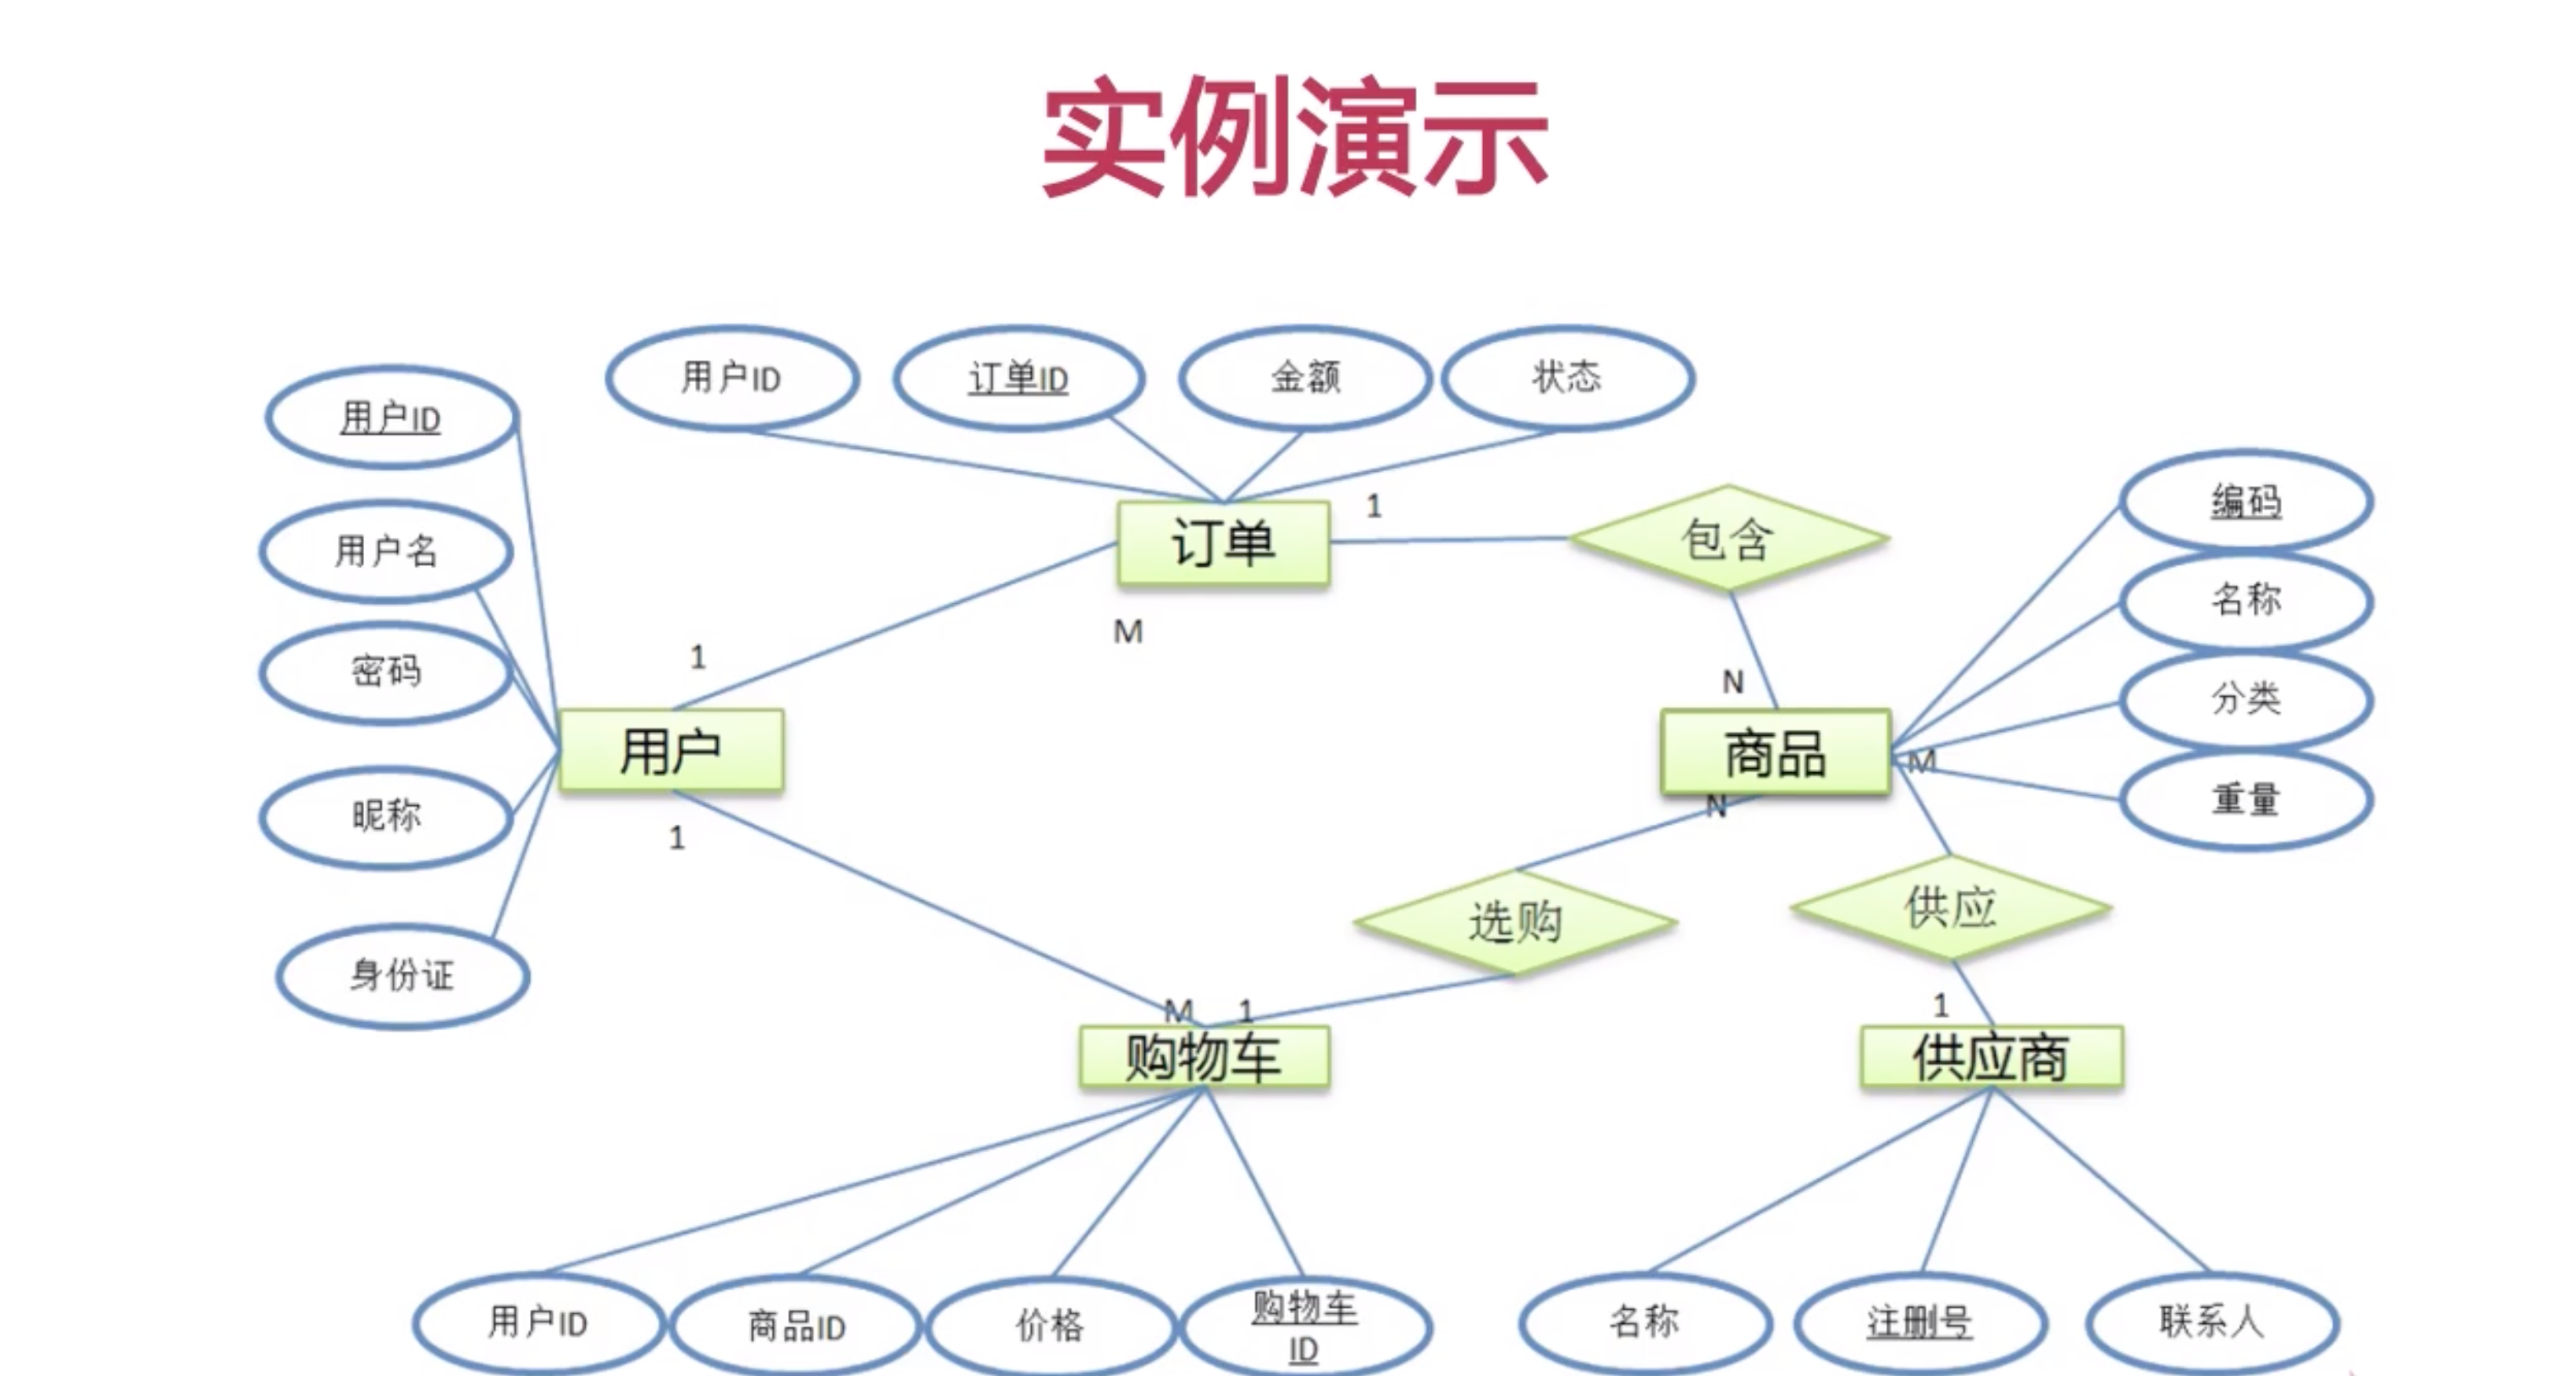 实例演示
用户ID
订单ID
金额
状态
用户ID
用户名
密码
昵称
身份证
编码
名称
分类
重量
订单
1
包含
M
1
N
用户
商品
M
N
1
选购
供应
M
1
1
购物车
供应商
用户ID
商品ID
价格
购物车
ID
名称
注删号
联系人